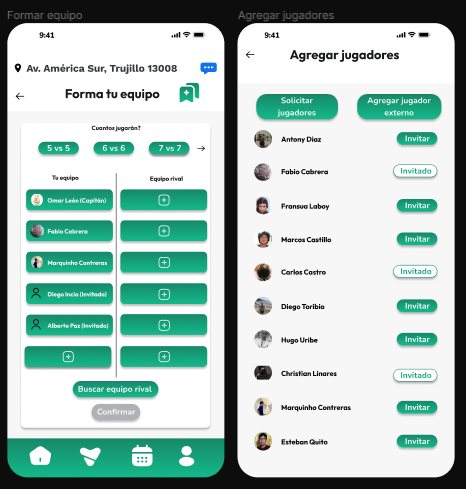 Formar equipo
9:41
Av. América Sur, Trujillo 13008
Forma tu equipo
Cuantos jugarán?
5 vs 5
6 vs 6
7 vs 7
Tu equipo
Equipo rival
Omar León (Capitán)
Fabio Cabrera
Marquinho Contreras
Diego Incio (Invitado)
Alberto Paz (Invitado)
Buscar equipo rival
Confirmar
Agregar jugadores
9:41
Agregar jugadores
Solicitar
jugadores
Agregar jugador
externo
Antony Diaz
Invitar
Fabio Cabrera
Invitado
Fransua Laboy
Invitar
Marcos Castillo
Invitar
Carlos Castro
Invitado
Diego Toribio
Invitar
Hugo Uribe
Invitar
Christian Linares
Invitado
Marquinho Contreras
Invitar
Esteban Quito
Invitar